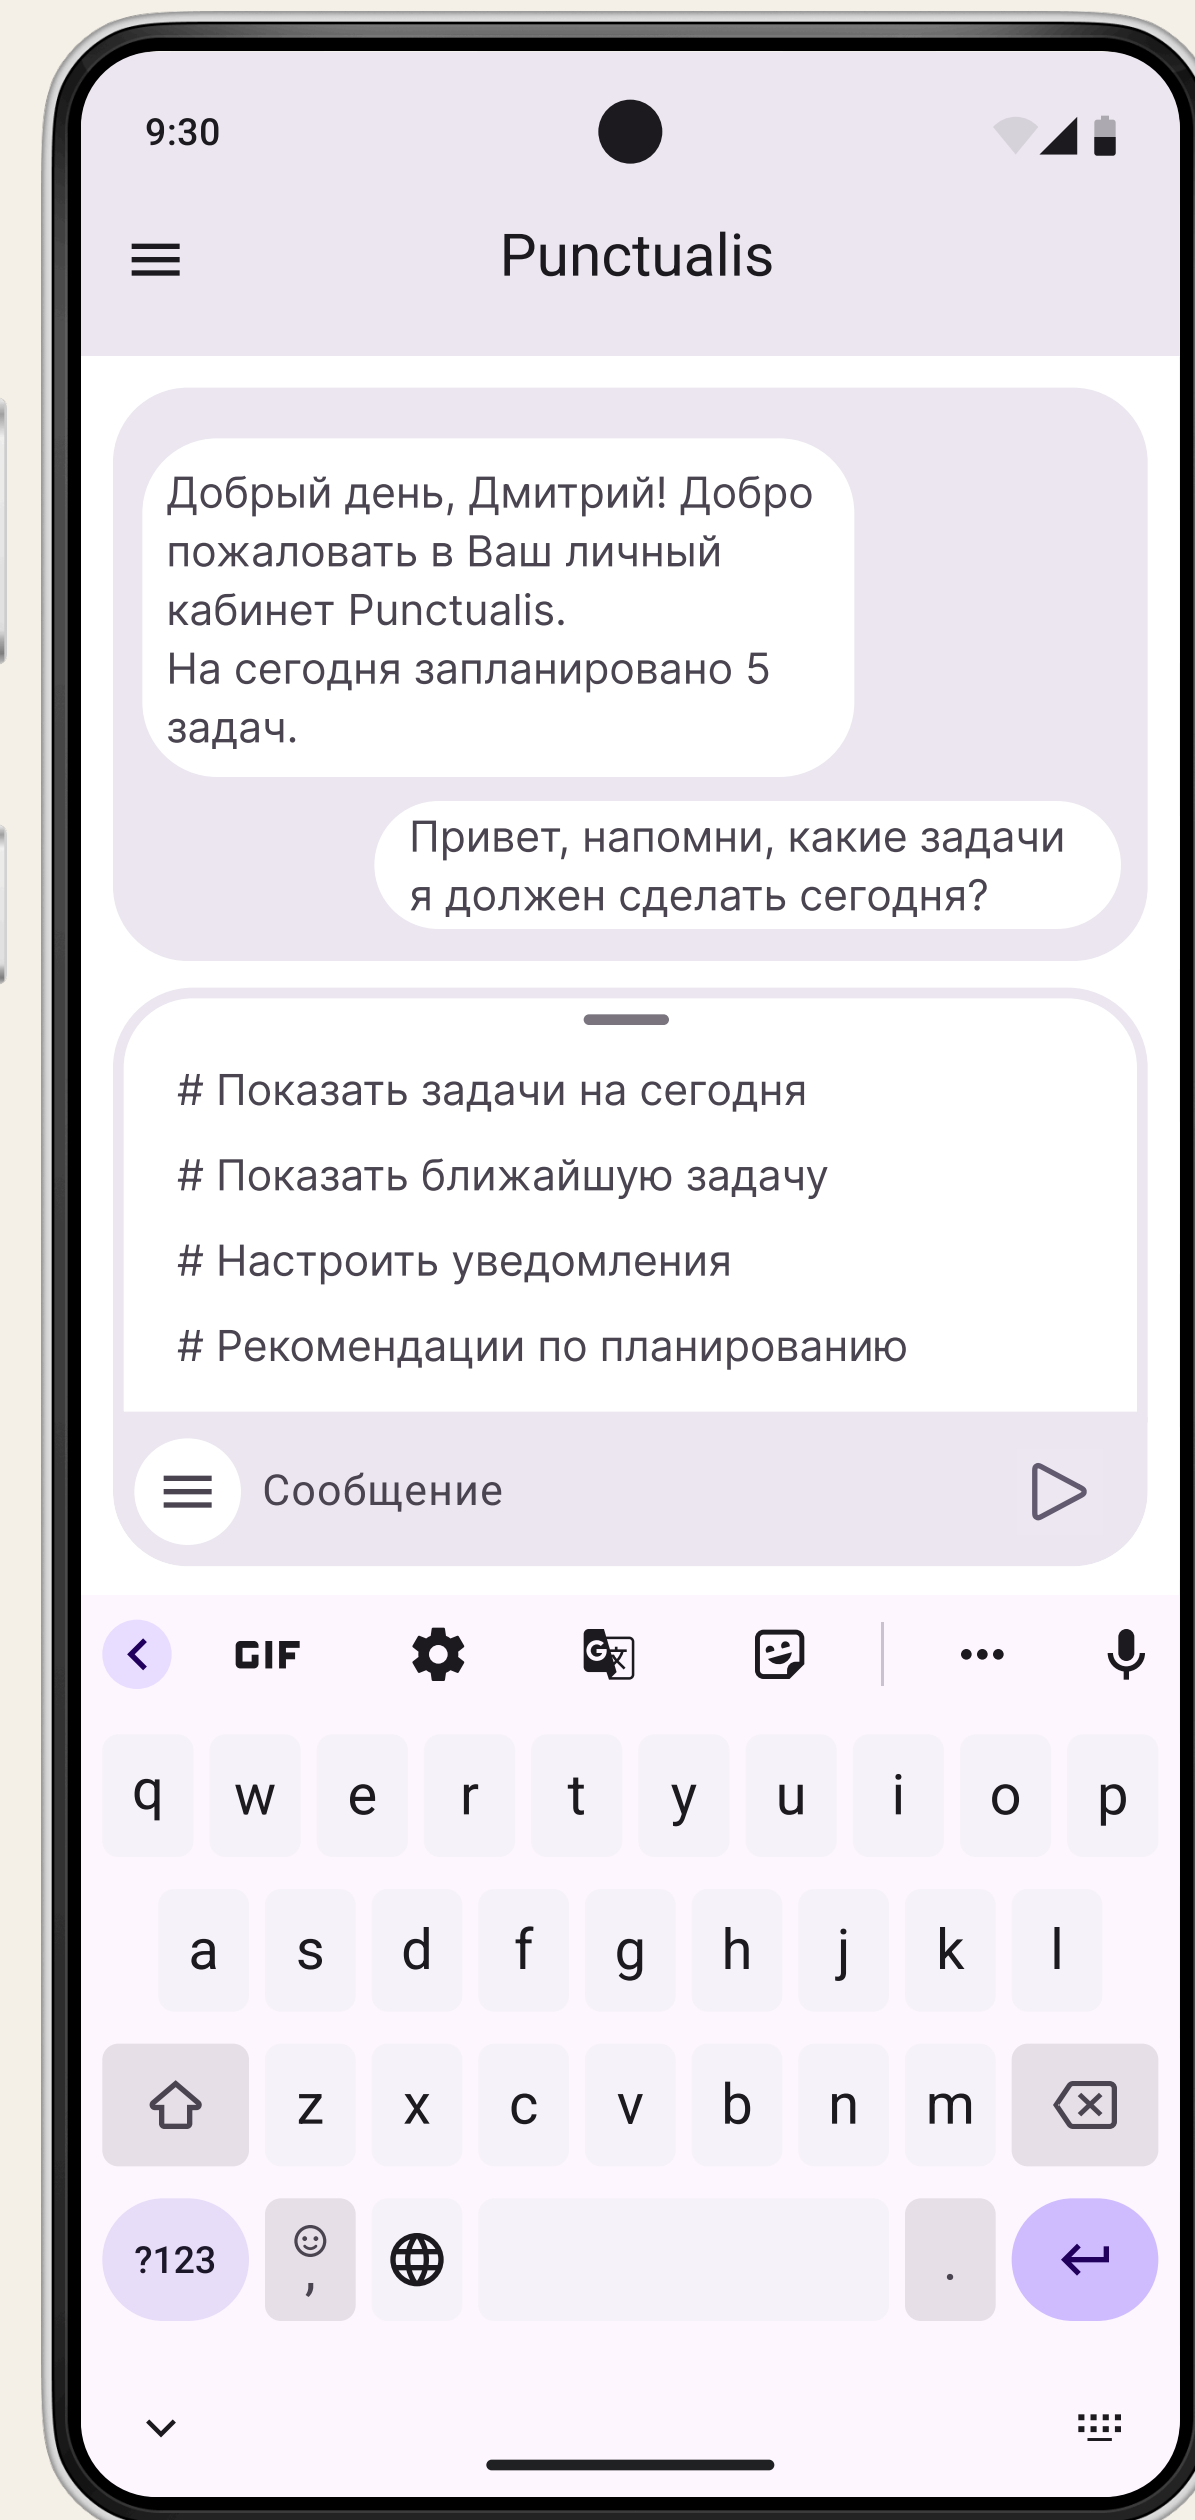 9:30
Punctualis
Добрый день, Дмитрий! Добро
пожаловать в Ваш личный
кабинет Punctualis.
На сегодня запланировано 5
задач.
Привет, напомни, какие задачи
я должен сделать сегодня?
# Показать задачи на сегодня
# Показать ближайшую задачу
# Настроить уведомления
# Рекомендации по планированию
Сообщение
GIF G 文
q w e r t y u i o p
a s d f g h j k l
z x c v b n m
?123 , .